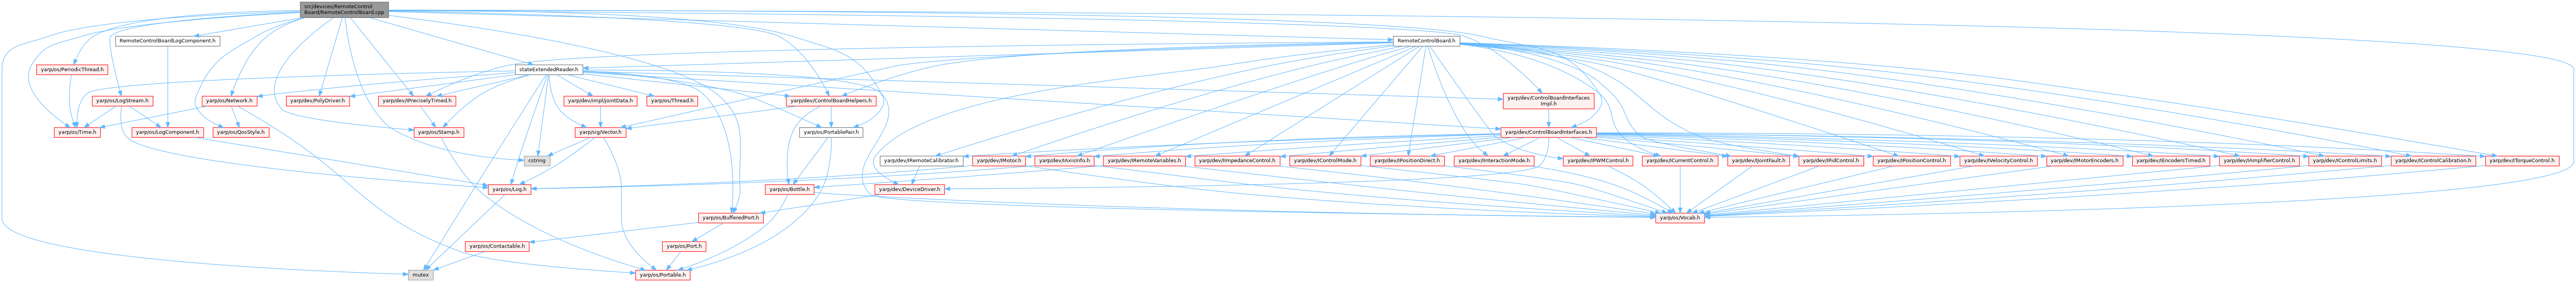 src/devices/RemoteControl
Board/RemoteControlBoard.cpp
RemoteControlBoardLogComponent.h
RemoteControlBoard.h
yarp/os/PeriodicThread.h
stateExtendedReader.h
yarp/os/LogStream.h
yarp/os/Network.h
yarp/dev/PolyDriver.h
yarp/dev/IPreciselyTimed.h
yarp/dev/impl/jointData.h
yarp/os/Thread.h
yarp/dev/ControlBoardHelpers.h
yarp/dev/ControlBoardInterfaces
Impl.h
yarp/os/Time.h
yarp/os/LogComponent.h
yarp/os/QosStyle.h
yarp/os/Stamp.h
yarp/sig/Vector.h
yarp/os/PortablePair.h
yarp/dev/ControlBoardInterfaces.h
cstring
yarp/dev/IRemoteCalibrator.h
yarp/dev/IMotor.h
yarp/dev/IAxisInfo.h
yarp/dev/IRemoteVariables.h
yarp/dev/IImpedanceControl.h
yarp/dev/IControlMode.h
yarp/dev/IPositionDirect.h
yarp/dev/IInteractionMode.h
yarp/dev/IPWMControl.h
yarp/dev/ICurrentControl.h
yarp/dev/IJointFault.h
yarp/dev/IPidControl.h
yarp/dev/IPositionControl.h
yarp/dev/IVelocityControl.h
yarp/dev/IMotorEncoders.h
yarp/dev/IEncodersTimed.h
yarp/dev/IAmplifierControl.h
yarp/dev/IControlLimits.h
yarp/dev/IControlCalibration.h
yarp/dev/ITorqueControl.h
yarp/os/Log.h
yarp/os/Bottle.h
yarp/dev/DeviceDriver.h
yarp/os/BufferedPort.h
yarp/os/Vocab.h
yarp/os/Contactable.h
yarp/os/Port.h
mutex
yarp/os/Portable.h